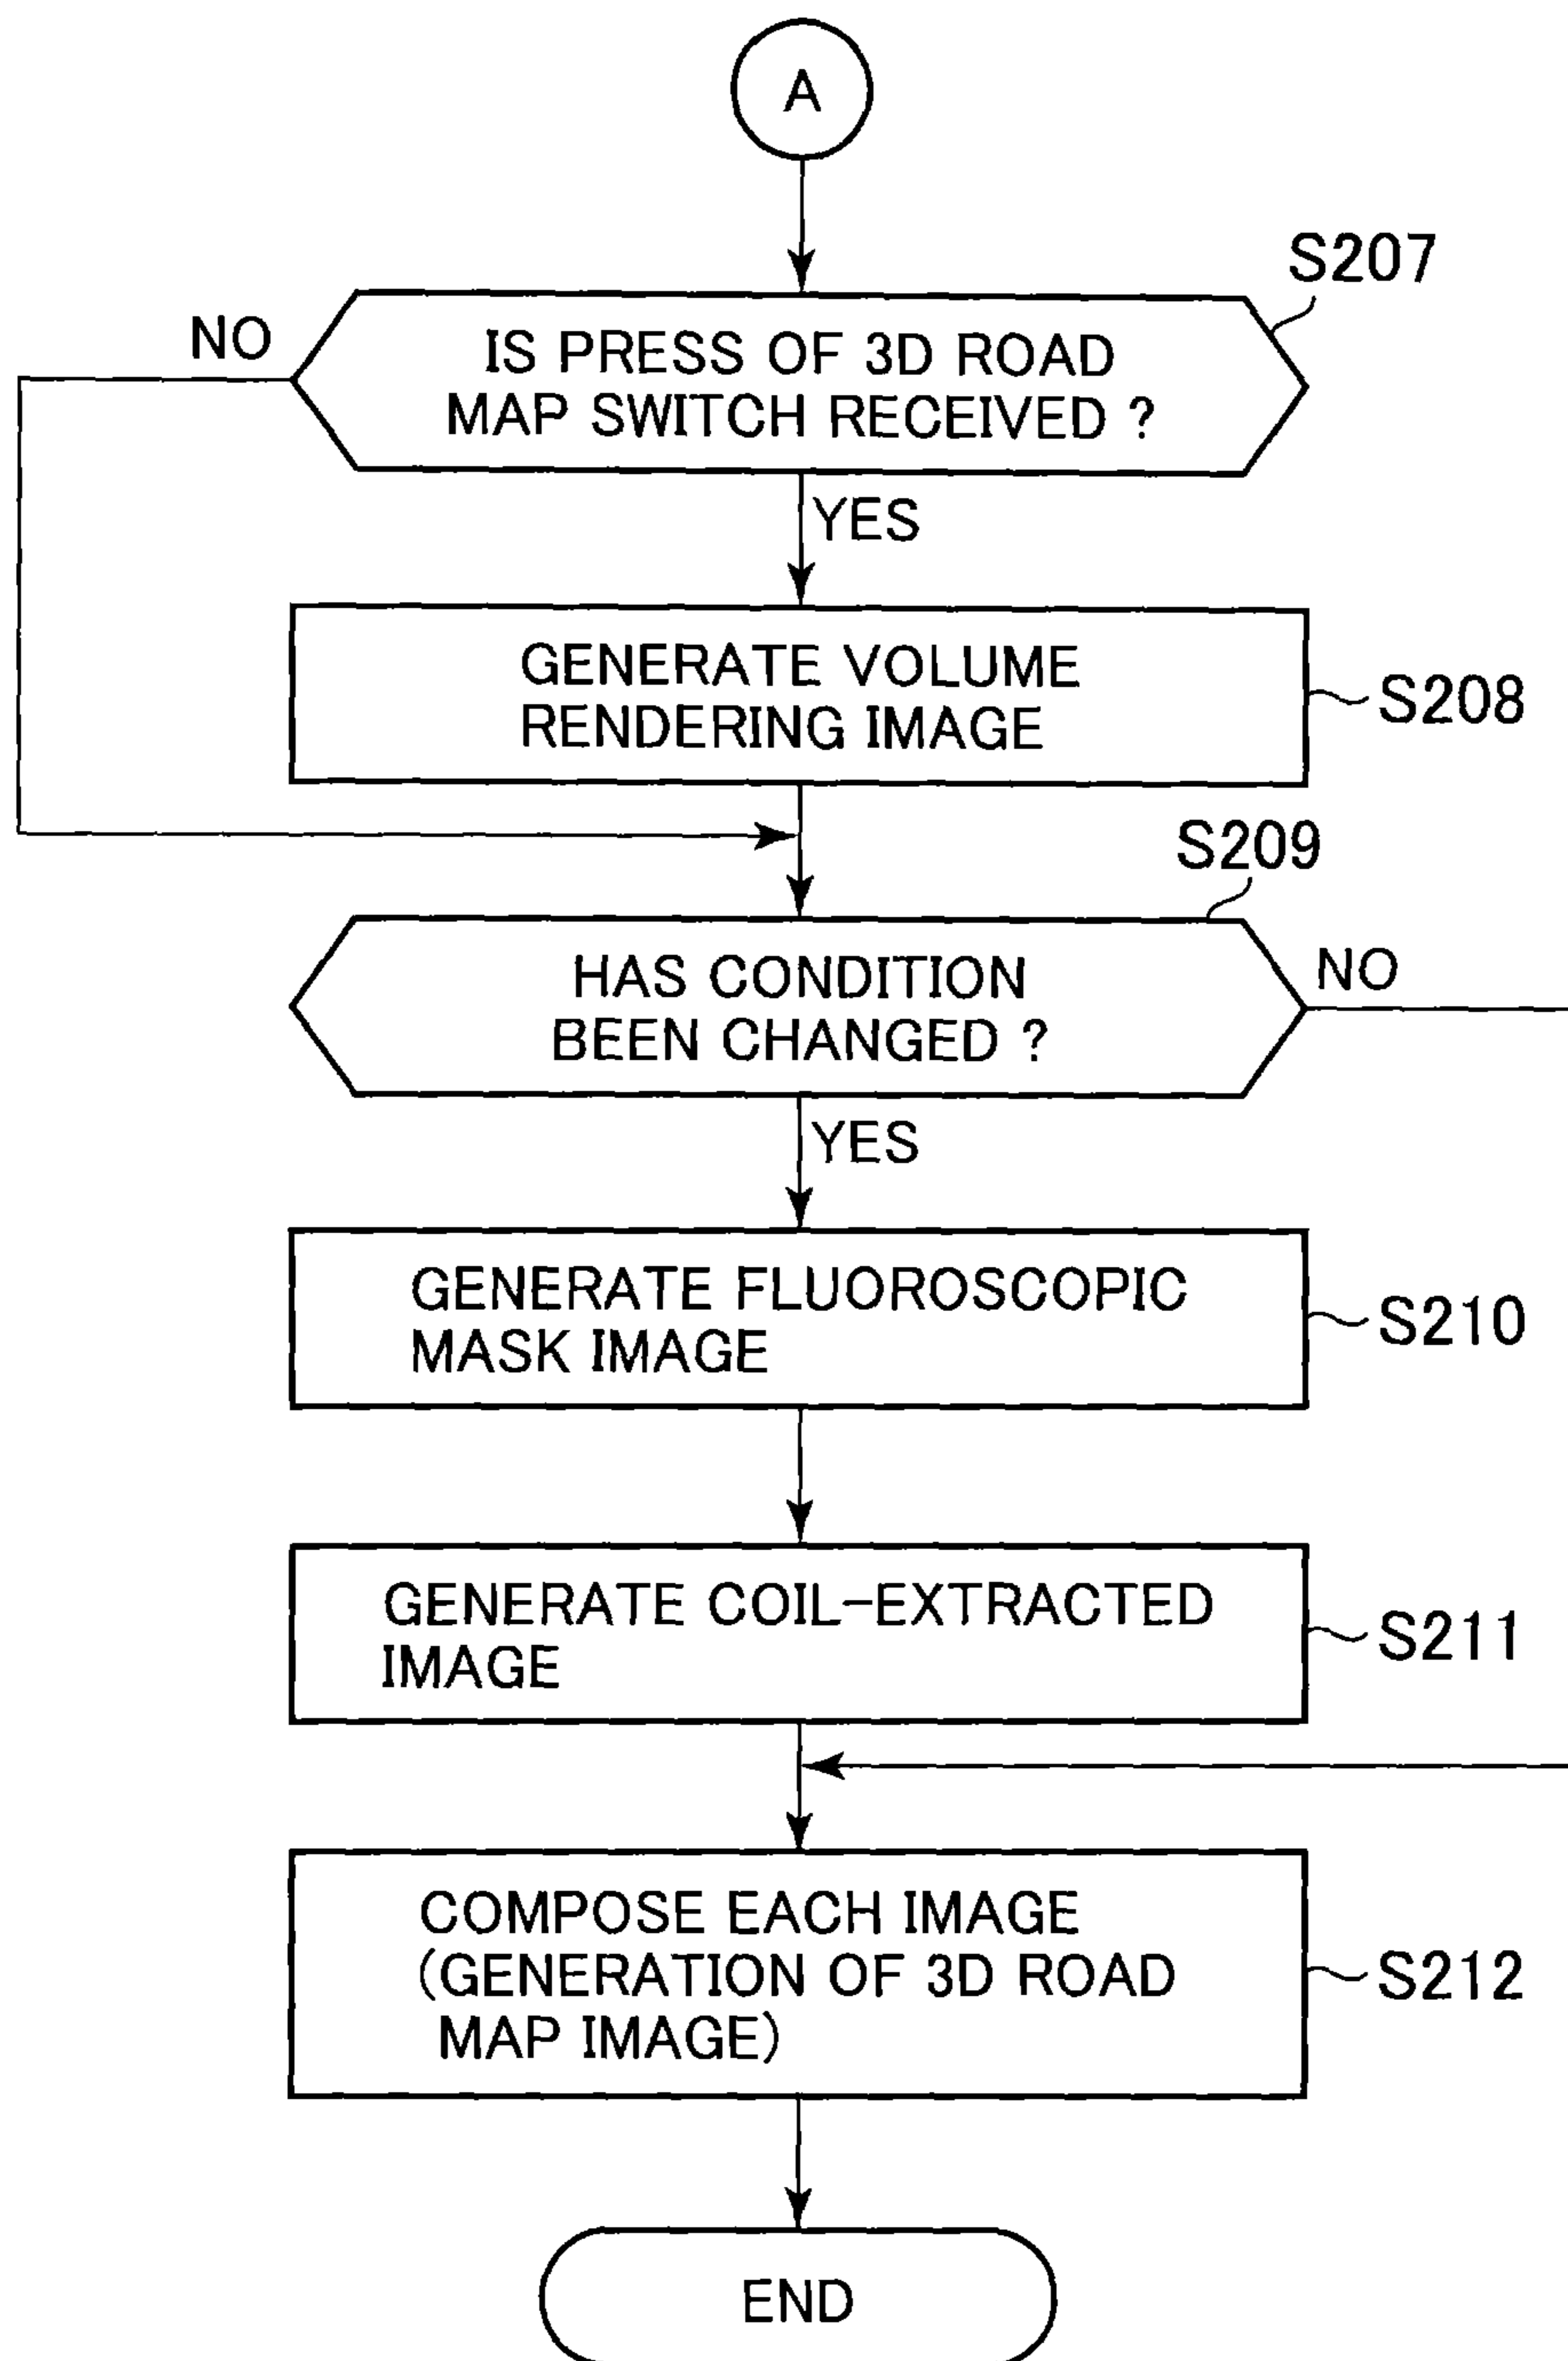 A
S207
NO
IS PRESS OF 3D ROAD
MAP SWITCH RECEIVED ?
YES
GENERATE VOLUME
RENDERING IMAGE
S208
S209
HAS CONDITION
BEEN CHANGED ?
NO
YES
GENERATE FLUOROSCOPIC
MASK IMAGE
S210
GENERATE COIL-EXTRACTED
IMAGE
S211
COMPOSE EACH IMAGE
(GENERATION OF 3D ROAD
MAP IMAGE)
S212
END